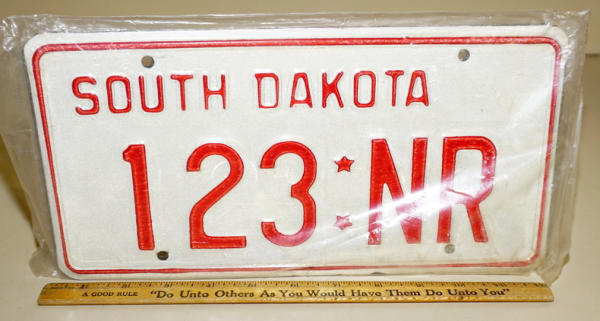 SOUTH DAKOTA
123 NR
A GOOD RULE "Do Unto Others As You Would Have Them Do Unto You"